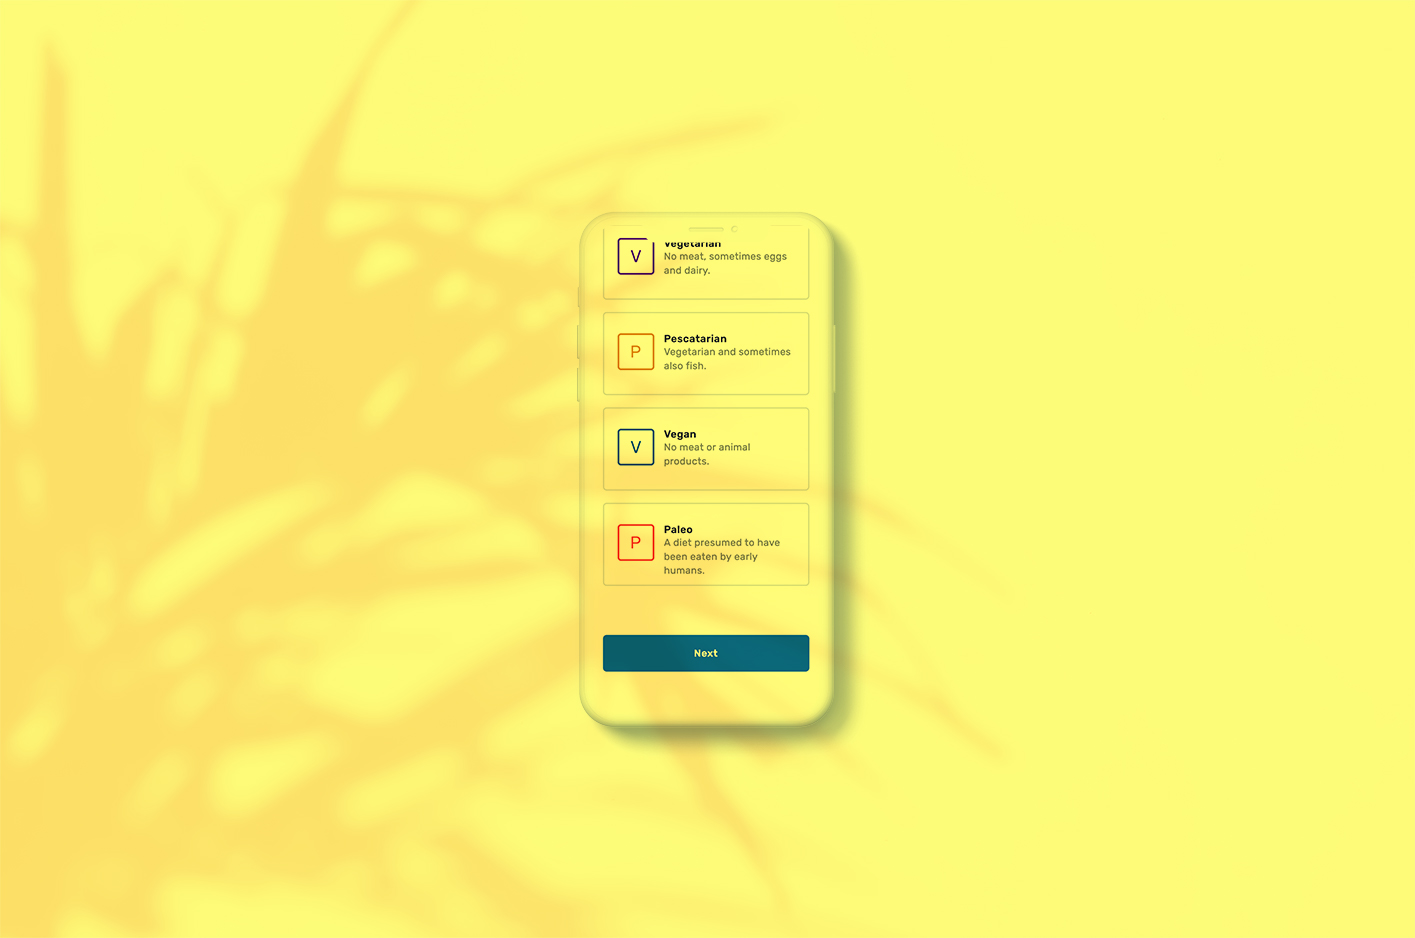 V
Vegetarian
No meat, sometimes eggs
and dairy.
P
Pescatarian
Vegetarian and sometimes
also fish.
V
Vegan
No meat or animal
products.
P
Paleo
A diet presumed to have
been eaten by early
humans.
Next